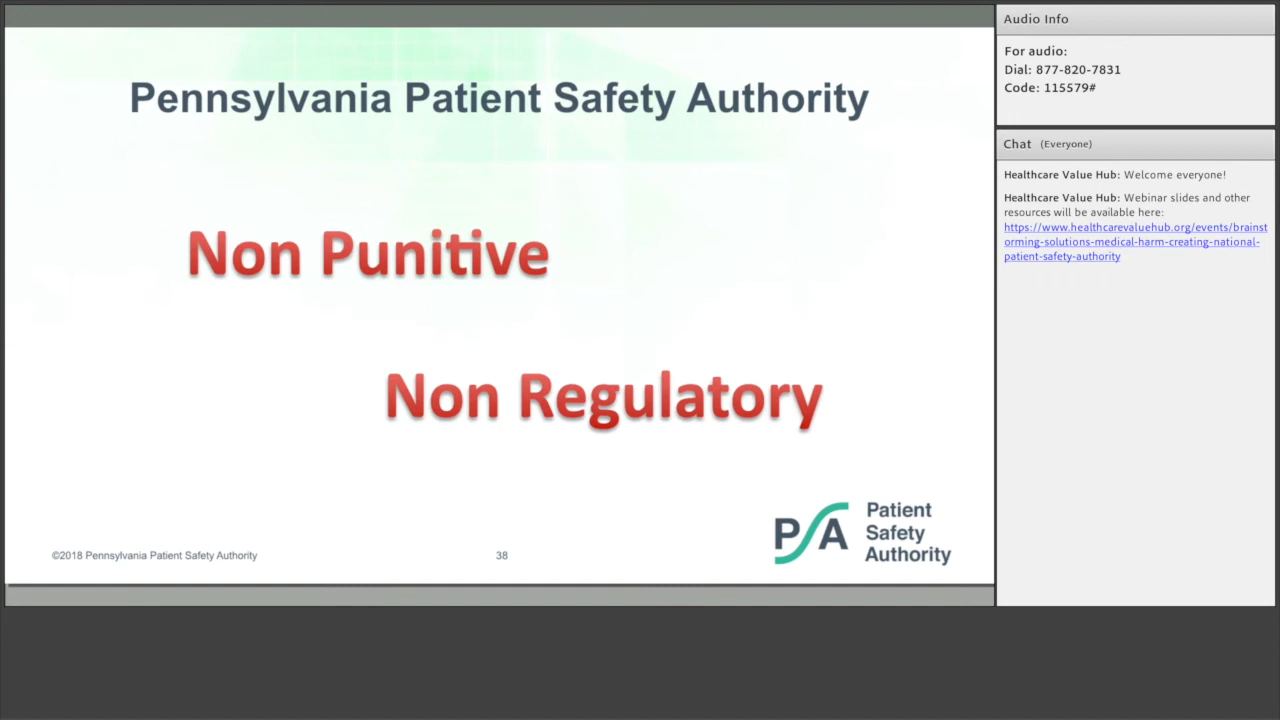 Pennsylvania Patient Safety Authority
Non Punitive
Non Regulatory
PSA
Patient
Safety
Authority
©2018 Pennsylvania Patient Safety Authority
38
Audio Info
For audio:
Dial: 877-820-7831
Code: 115579#
Chat (Everyone)
Healthcare Value Hub: Welcome everyone!
Healthcare Value Hub: Webinar slides and other
resources will be available here:
https://www.healthcarevaluehub.org/events/brainst
orming-solutions-medical-harm-creating-national-
patient-safety-authority